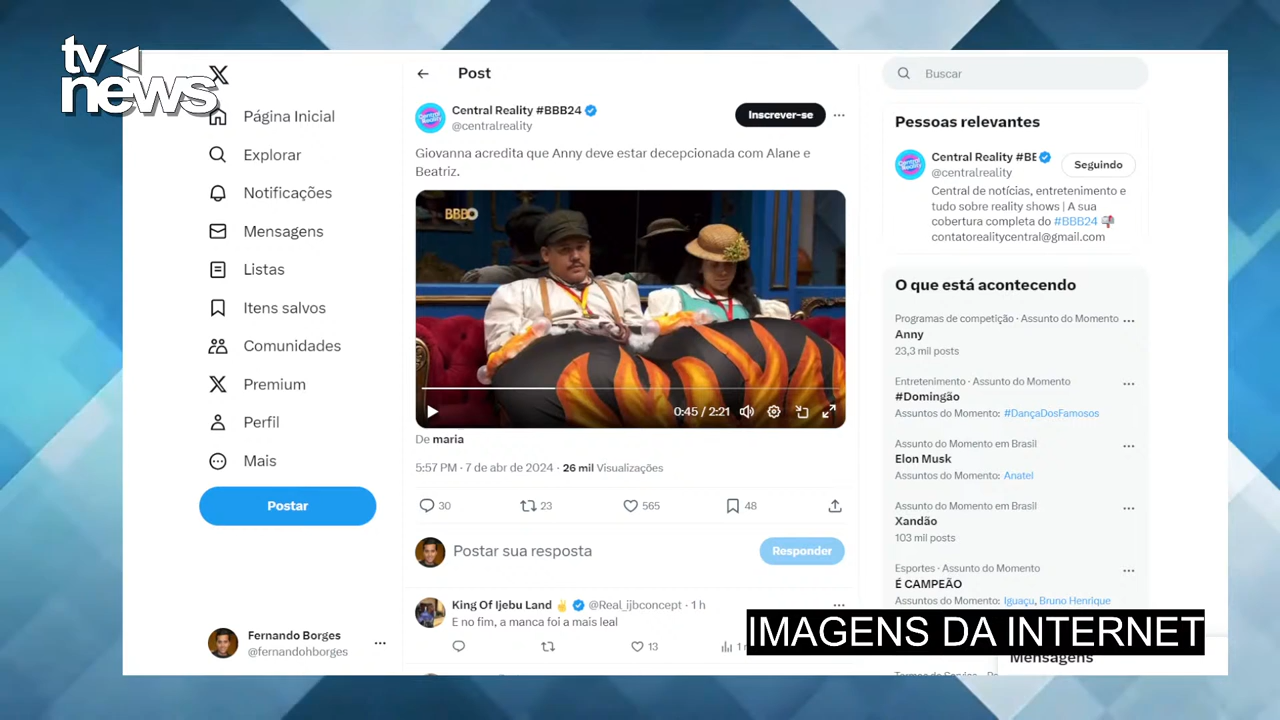 tv
news
Página Inicial
Explorar
Notificações
Mensagens
Listas
Itens salvos
Comunidades
Premium
Perfil
Mais
Postar
Fernando Borges
@fernandohborges
Post
Central Reality #BBB24
@centralreality
Inscrever-se
Giovanna acredita que Anny deve estar decepcionada com Alane e
Beatriz.
BBB
0:45 / 2:21
De maria
5:57 PM · 7 de abr de 2024 · 26 mil Visualizações
30 23 565 48
Postar sua resposta
Responder
King Of Ijebu Land @Real_ijbconcept · 1 h
E no fim, a manca foi a mais leal
13
Buscar
Pessoas relevantes
Central Reality #BE
@centralreality
Seguindo
Central de notícias, entretenimento e
tudo sobre reality shows | A sua
cobertura completa do #BBB24
contatorealitycentral@gmail.com
O que está acontecendo
Programas de competição · Assunto do Momento
Anny
23,3 mil posts
Entretenimento · Assunto do Momento
#Domingão
Assuntos do Momento: #DançaDosFamosos
Assunto do Momento em Brasil
Elon Musk
Assuntos do Momento: Anatel
Assunto do Momento em Brasil
Xandão
103 mil posts
Esportes · Assunto do Momento
É CAMPEÃO
Assuntos do Momento: Iguaçu, Bruno Henrique
IMAGENS DA INTERNET
Mensagens